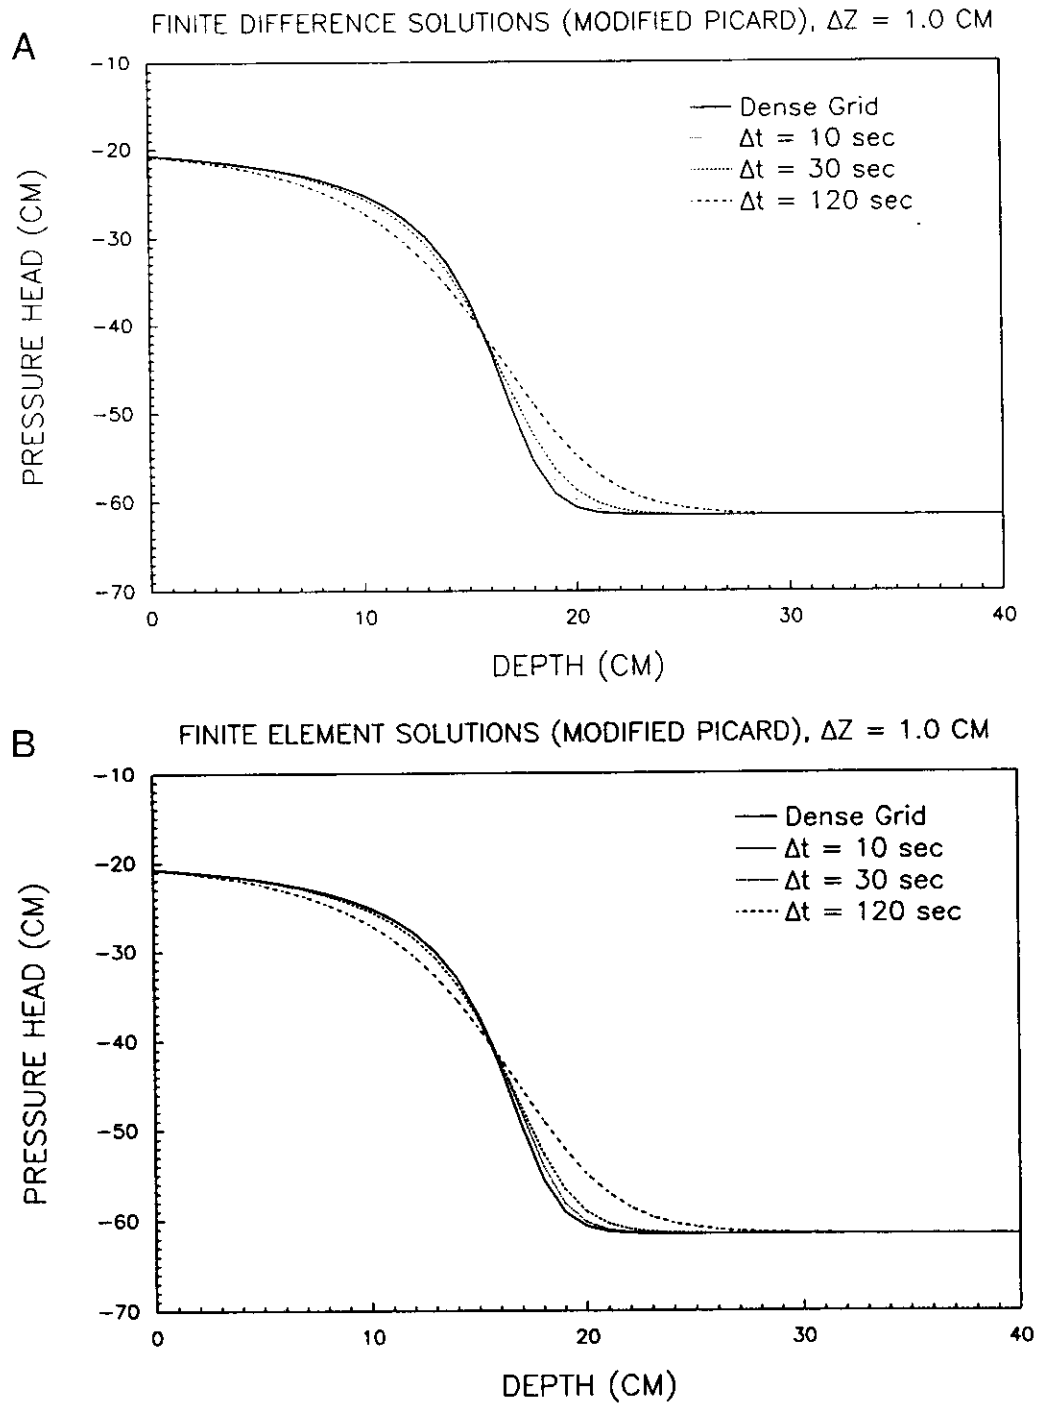 A
FINITE DIFFERENCE SOLUTIONS (MODIFIED PICARD), ΔZ = 1.0 CM
-10
-20
-30
-40
-50
-60
-70
PRESSURE HEAD (CM)
Dense Grid
Δt = 10 sec
Δt = 30 sec
Δt = 120 sec
0 10 20 30 40
DEPTH (CM)
B
FINITE ELEMENT SOLUTIONS (MODIFIED PICARD), ΔZ = 1.0 CM
-10
-20
-30
-40
-50
-60
-70
PRESSURE HEAD (CM)
Dense Grid
Δt = 10 sec
Δt = 30 sec
Δt = 120 sec
0 10 20 30 40
DEPTH (CM)